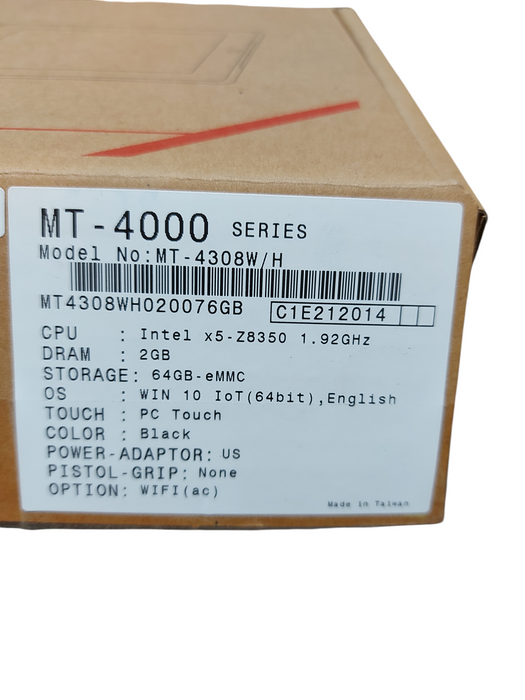 MT-4000 SERIES
Model No:MT-4308W/H
MT4308WH020076GB C1E212014
CPU : Intel x5-Z8350 1.92GHz
DRAM : 2GB
STORAGE: 64GB-eMMC
OS : WIN 10 IoT(64bit),English
TOUCH : PC Touch
COLOR : Black
POWER-ADAPTOR: US
PISTOL-GRIP: None
OPTION: WIFI(ac)
Made in Taiwan